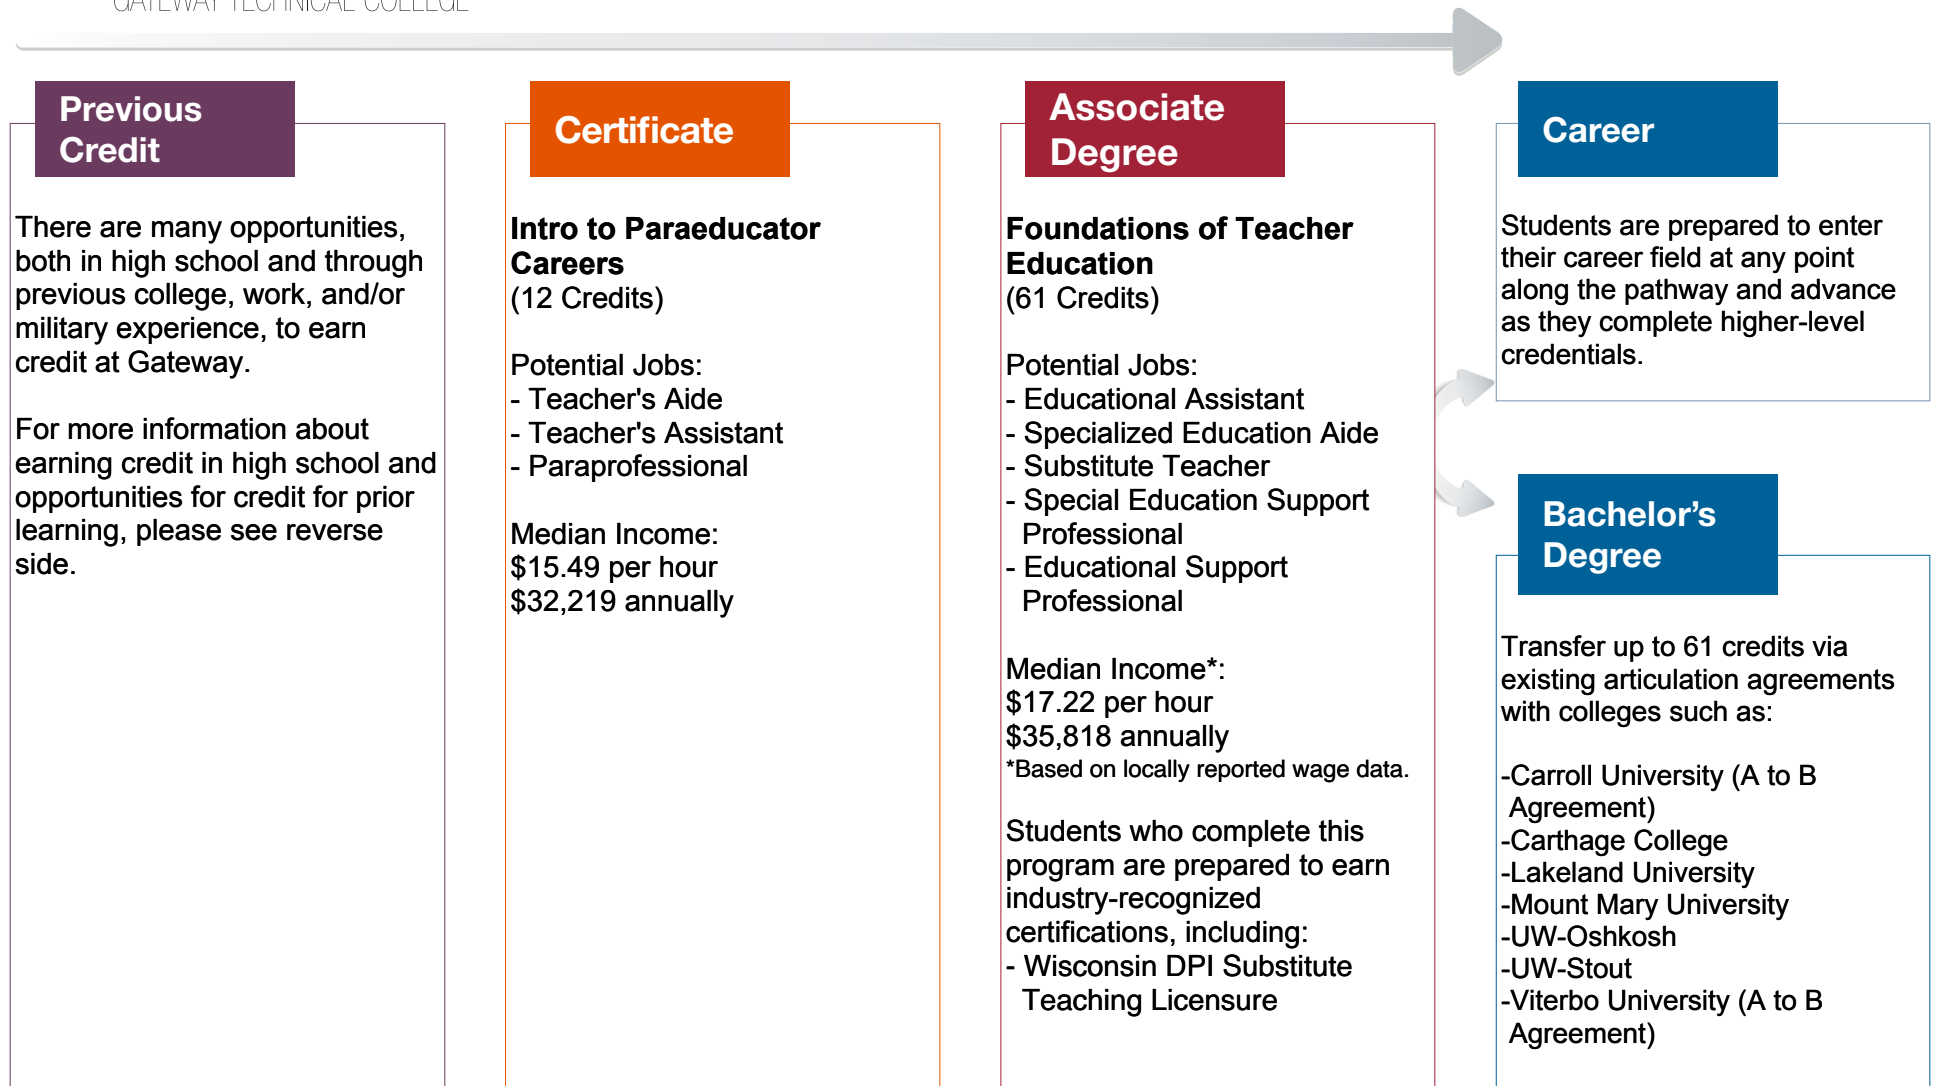 GATEWAY TECHNICAL COLLEGE
Previous
Credit
There are many opportunities,
both in high school and through
previous college, work, and/or
military experience, to earn
credit at Gateway.
For more information about
earning credit in high school and
opportunities for credit for prior
learning, please see reverse
side.
Certificate
Intro to Paraeducator
Careers
(12 Credits)
Potential Jobs:
- Teacher's Aide
- Teacher's Assistant
- Paraprofessional
Median Income:
$15.49 per hour
$32,219 annually
Associate
Degree
Foundations of Teacher
Education
(61 Credits)
Potential Jobs:
- Educational Assistant
- Specialized Education Aide
- Substitute Teacher
- Special Education Support
Professional
- Educational Support
Professional
Median Income*:
$17.22 per hour
$35,818 annually
*Based on locally reported wage data.
Students who complete this
program are prepared to earn
industry-recognized
certifications, including:
- Wisconsin DPI Substitute
Teaching Licensure
Career
Students are prepared to enter
their career field at any point
along the pathway and advance
as they complete higher-level
credentials.
Bachelor’s
Degree
Transfer up to 61 credits via
existing articulation agreements
with colleges such as:
-Carroll University (A to B
Agreement)
-Carthage College
-Lakeland University
-Mount Mary University
-UW-Oshkosh
-UW-Stout
-Viterbo University (A to B
Agreement)